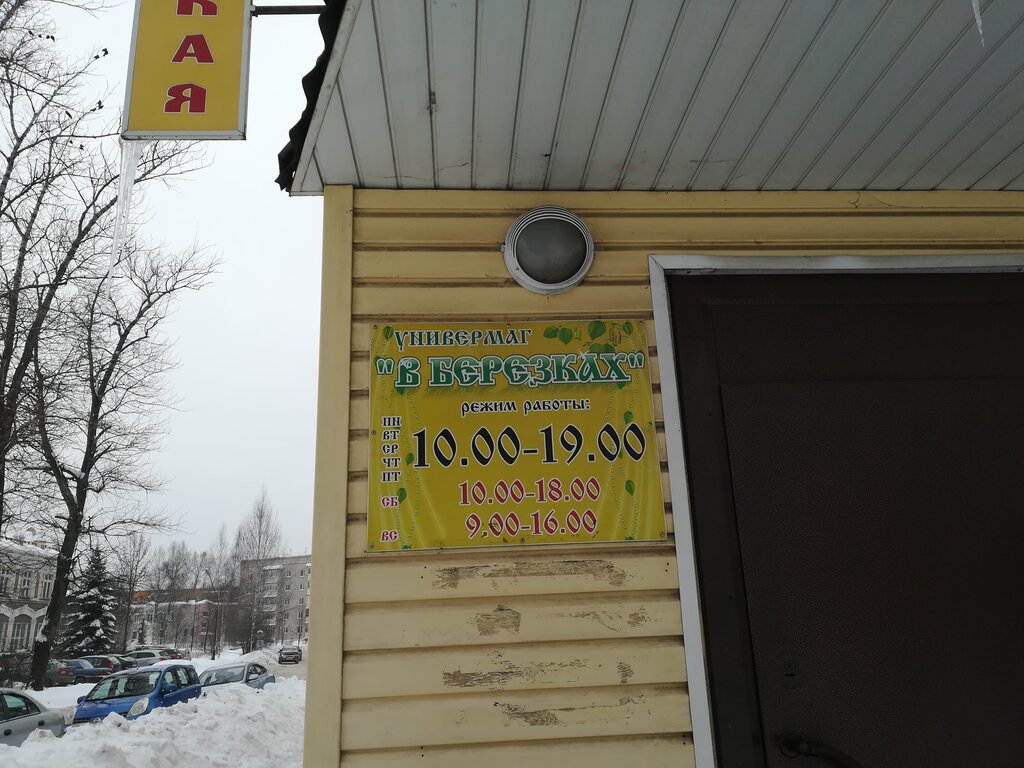 КАЯ
УНИВЕРМАГ
"В БЕРЕЗКАХ"
РЕЖИМ РАБОТЫ:
ПН
ВТ
СР
ЧТ
ПТ
10.00-19.00
СБ 10.00-18.00
ВС 9.00-16.00